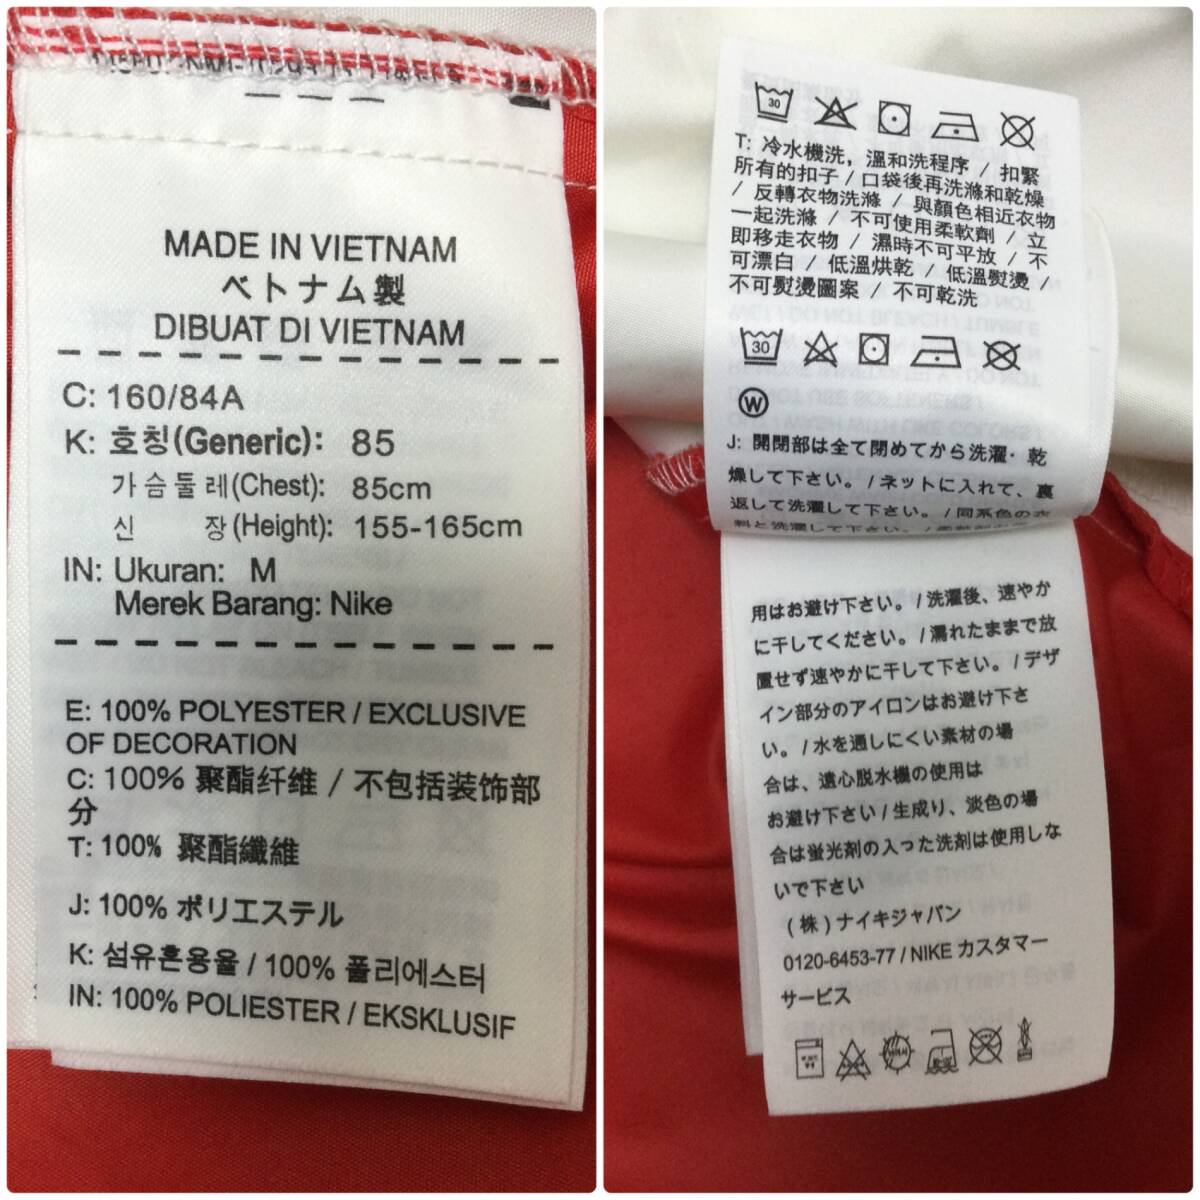 MADE IN VIETNAM
ベトナム製
DIBUAT DI VIETNAM
C: 160/84A
K: 호칭(Generic): 85
가슴둘레(Chest): 85cm
신 장(Height): 155-165cm
IN: Ukuran: M
Merek Barang: Nike
E: 100% POLYESTER / EXCLUSIVE
OF DECORATION
C: 100% 聚酯纤维 / 不包括装饰部
分
T: 100% 聚酯纖維
J: 100% ポリエステル
K: 섬유혼용율 / 100% 폴리에스터
IN: 100% POLIESTER / EKSKLUSIF
30
T: 冷水機洗, 溫和洗程序 / 扣緊
所有的扣子 / 口袋後再洗滌和乾燥
/ 反轉衣物洗滌 / 與顏色相近衣物
一起洗滌 / 不可使用柔軟劑 / 立
即移走衣物 / 濕時不可平放 / 不
可漂白 / 低溫烘乾 / 低溫熨燙 /
不可熨燙圖案 / 不可乾洗
30
W
J: 開閉部は全て閉めてから洗濯・乾
燥して下さい。/ネットに入れて、裏
返して洗濯して下さい。/同系色の衣
料と洗濯して下さい。
用はお避け下さい。/洗濯後、速やか
に干してください。/濡れたままで放
置せず速やかに干して下さい。/デザ
イン部分のアイロンはお避け下さ
い。/水を通しにくい素材の場
合は、遠心脱水機の使用は
お避け下さい/生成り、淡色の場
合は蛍光剤の入った洗剤は使用しな
いで下さい
(株)ナイキジャパン
0120-6453-77 / NIKE カスタマー
サービス